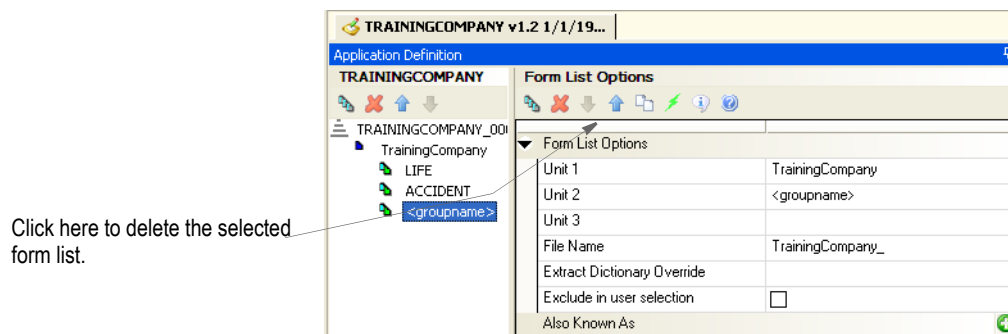 TRAININGCOMPANY v1.2 1/1/19...
Application Definition
TRAININGCOMPANY
Form List Options
TRAININGCOMPANY_00
TrainingCompany
LIFE
ACCIDENT
<groupname>
Form List Options
Unit 1 TrainingCompany
Unit 2 <groupname>
Unit 3
File Name TrainingCompany_
Extract Dictionary Override
Exclude in user selection
Also Known As
Click here to delete the selected
form list.